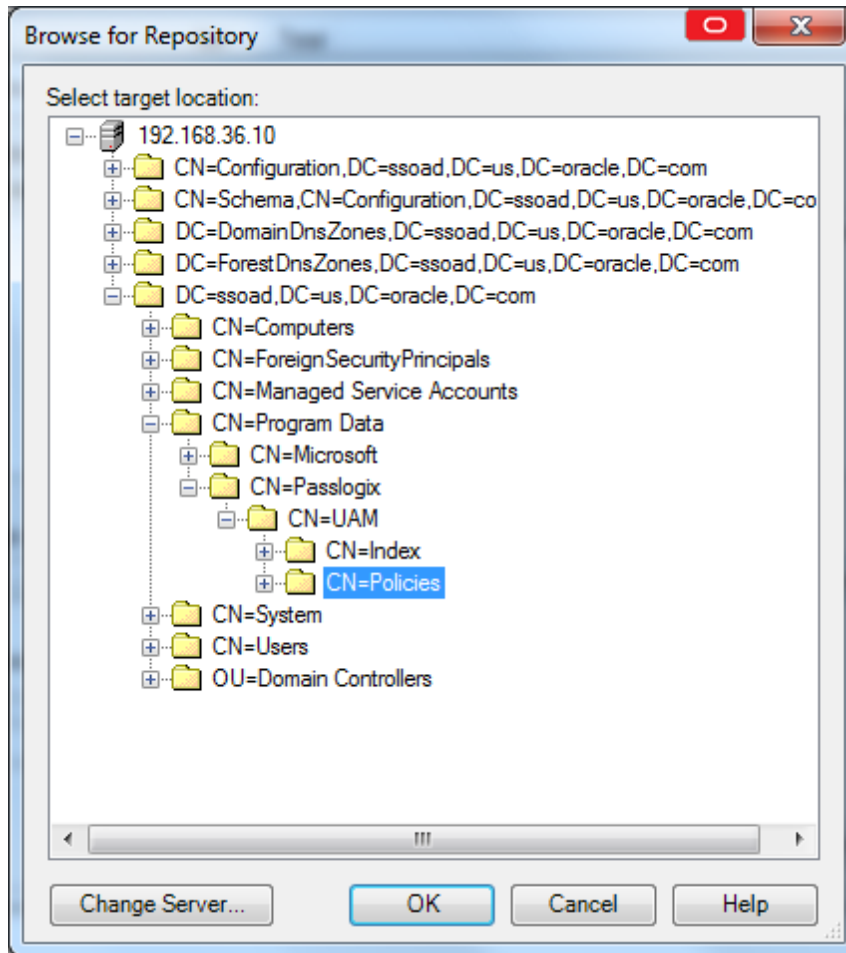 Browse for Repository
Select target location:
192.168.36.10
CN=Configuration,DC=ssoad,DC=us,DC=oracle,DC=com
CN=Schema,CN=Configuration,DC=ssoad,DC=us,DC=oracle,DC=co
DC=DomainDnsZones,DC=ssoad,DC=us,DC=oracle,DC=com
DC=ForestDnsZones,DC=ssoad,DC=us,DC=oracle,DC=com
DC=ssoad,DC=us,DC=oracle,DC=com
CN=Computers
CN=ForeignSecurityPrincipals
CN=Managed Service Accounts
CN=Program Data
CN=Microsoft
CN=Passlogix
CN=UAM
CN=Index
CN=Policies
CN=System
CN=Users
OU=Domain Controllers
Change Server... OK Cancel Help